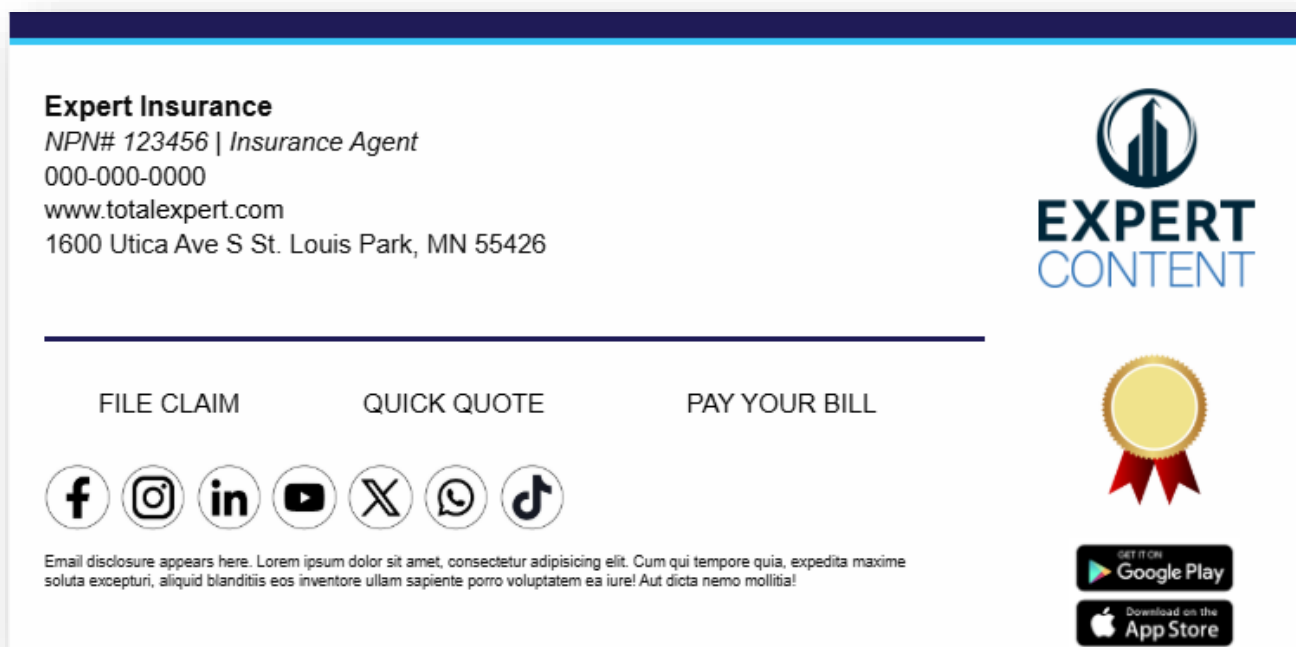 Expert Insurance
NPN# 123456 | Insurance Agent
000-000-0000
www.totalexpert.com
1600 Utica Ave S St. Louis Park, MN 55426
EXPERT
CONTENT
FILE CLAIM
QUICK QUOTE
PAY YOUR BILL
in
Email disclosure appears here. Lorem ipsum dolor sit amet, consectetur adipisicing elit. Cum qui tempore quia, expedita maxime
soluta excepturi, aliquid blanditiis eos inventore ullam sapiente porro voluptatem ea iure! Aut dicta nemo mollitia!
GET IT ON
Google Play
Download on the
App Store